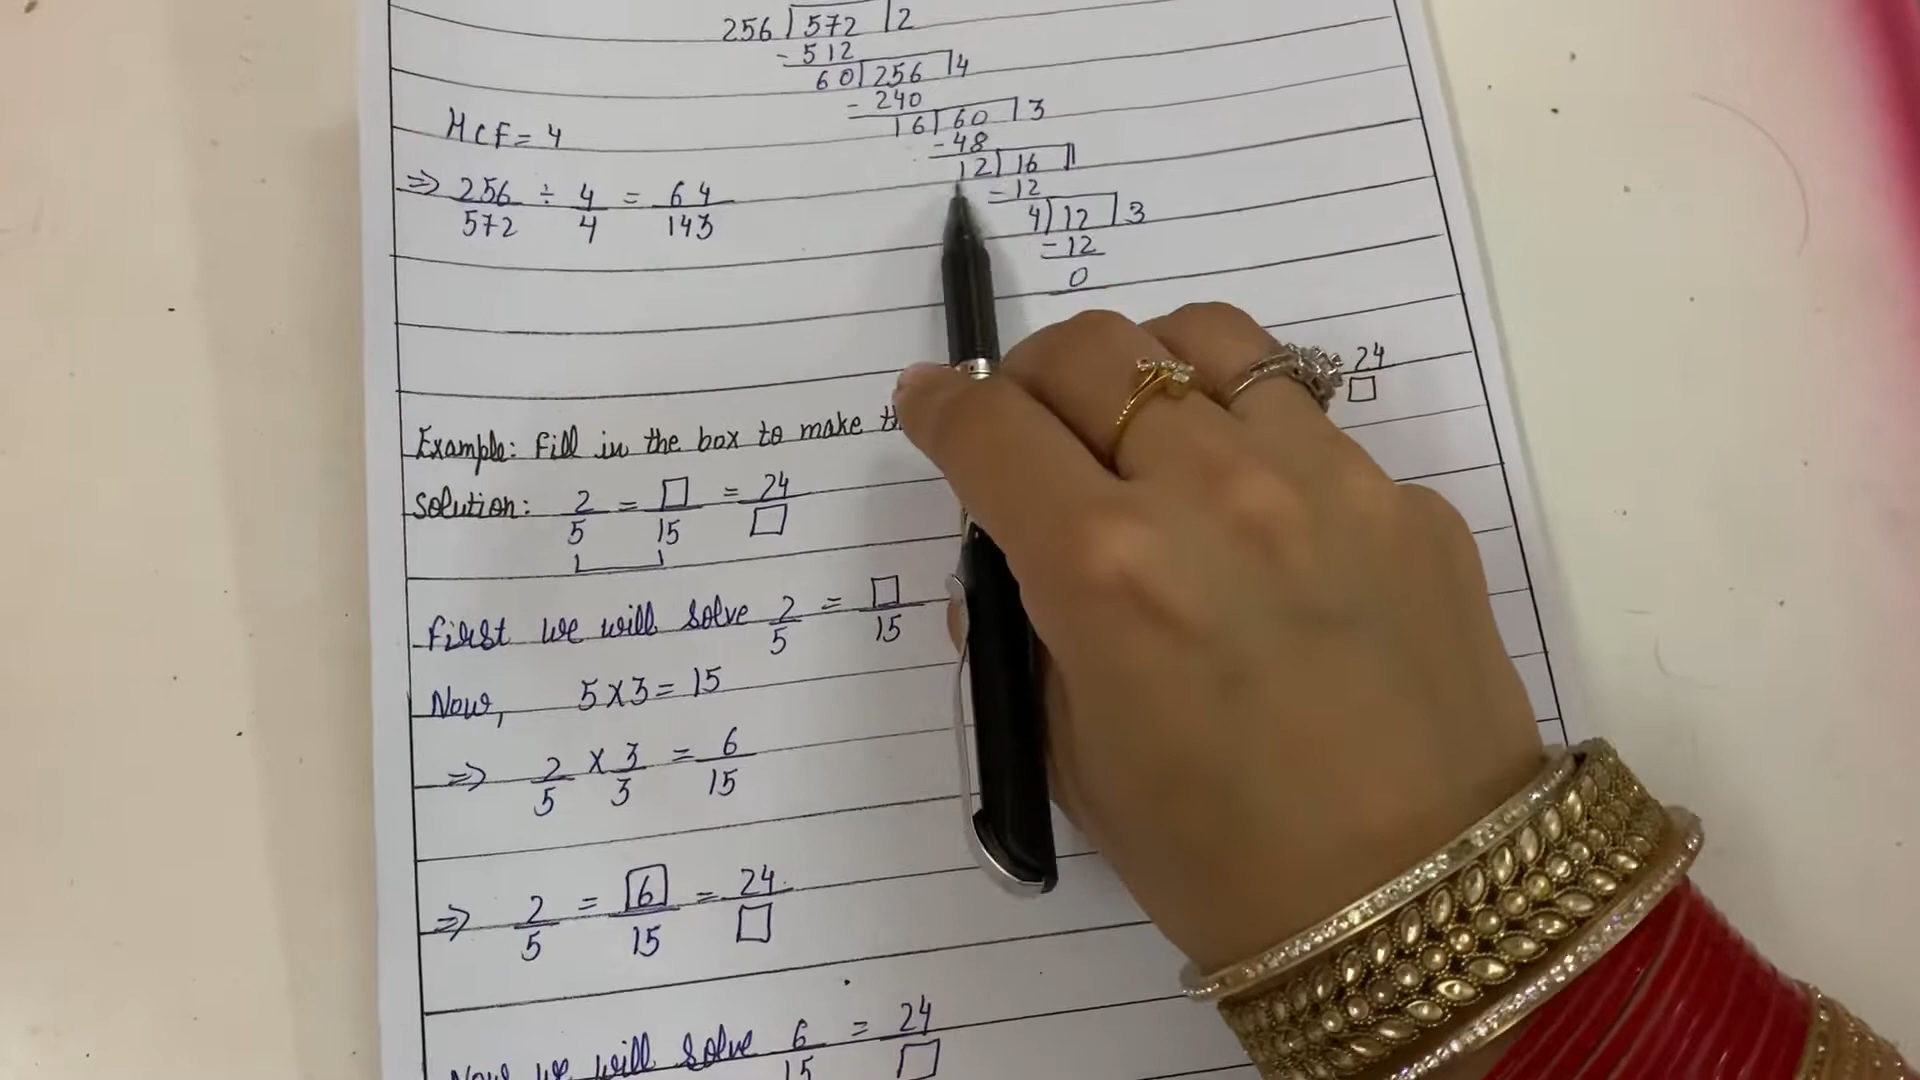 256 | 572 | 2
- 512
60 | 256 | 4
- 240
16 | 60 | 3
- 48
12 | 16 | 1
- 12
4 | 12 | 3
- 12
0
HCF = 4
⇒ 256/572 ÷ 4/4 = 64/143
24/□
Example: Fill in the box to make
Solution: 2/5 = □/15 = 24/□
First we will solve 2/5 = □/15
Now, 5×3 = 15
⇒ 2/5 × 3/3 = 6/15
⇒ 2/5 = 6/15 = 24/□
Now we will solve 6/15 = 24/□